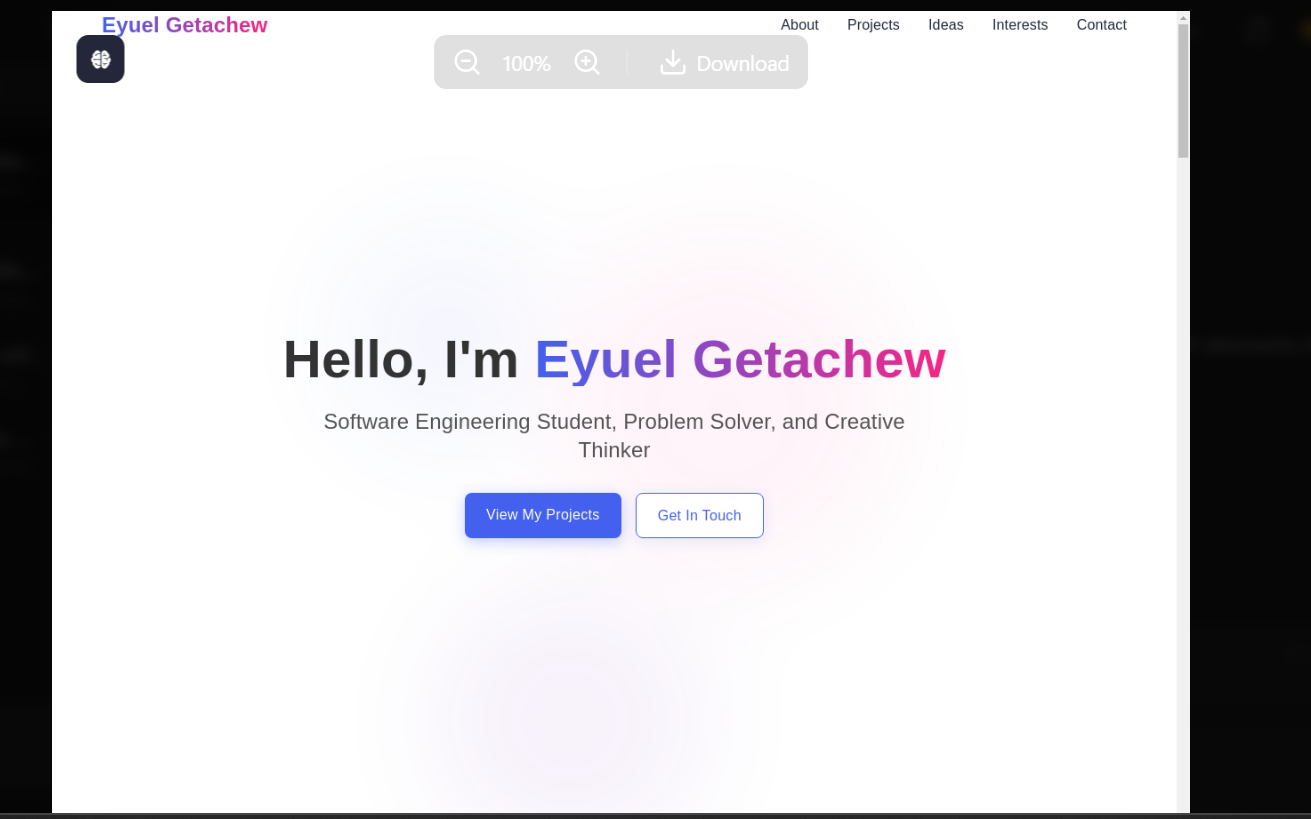 Eyuel Getachew
About Projects Ideas Interests Contact
100% Download
Hello, I'm Eyuel Getachew
Software Engineering Student, Problem Solver, and Creative
Thinker
View My Projects Get In Touch